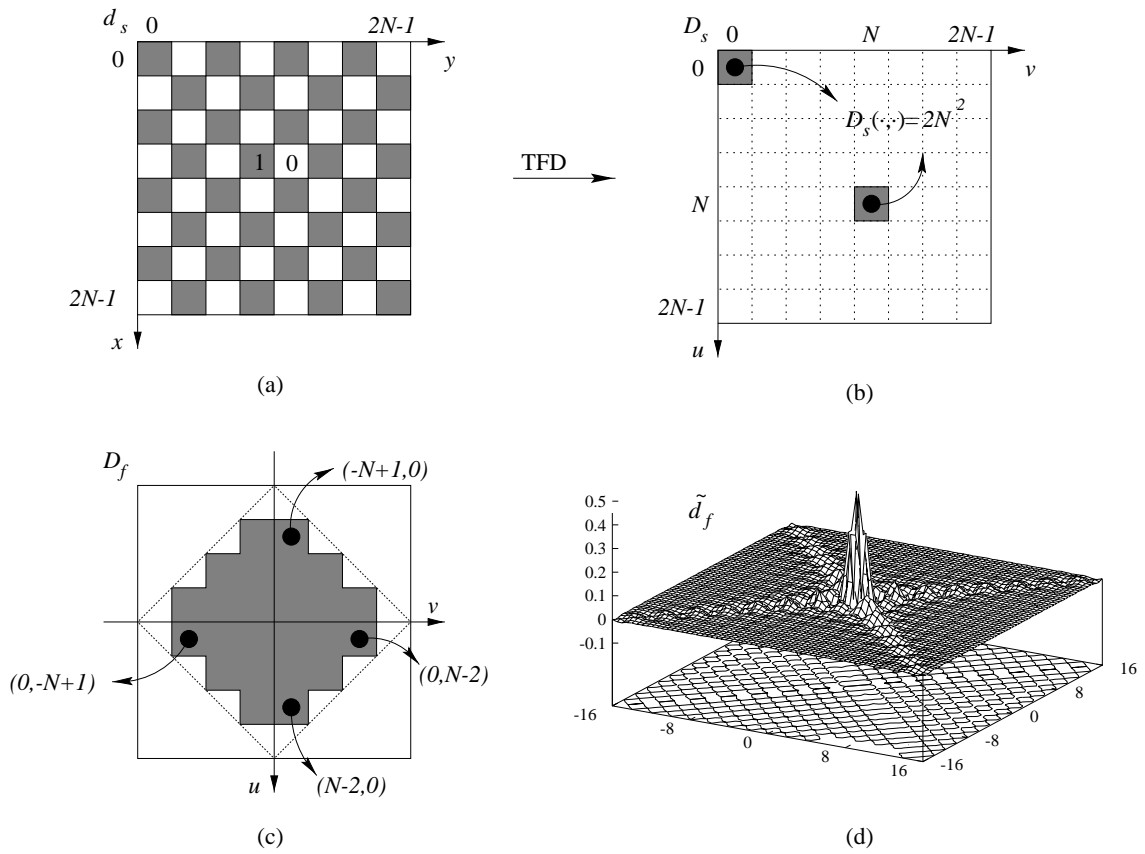 d_s 0 2N-1
0 y
1 0
2N-1
x
(a)
TFD
D_s 0 N 2N-1
0 v
D_s(·,·)=2N^2
N
2N-1
u
(b)
D_f
(-N+1,0)
v
(0,-N+1)
(0,N-2)
u
(N-2,0)
(c)
d̃_f
0.5
0.4
0.3
0.2
0.1
0
-0.1
-16
-8
0
8
16
-16
-8
0
8
16
(d)